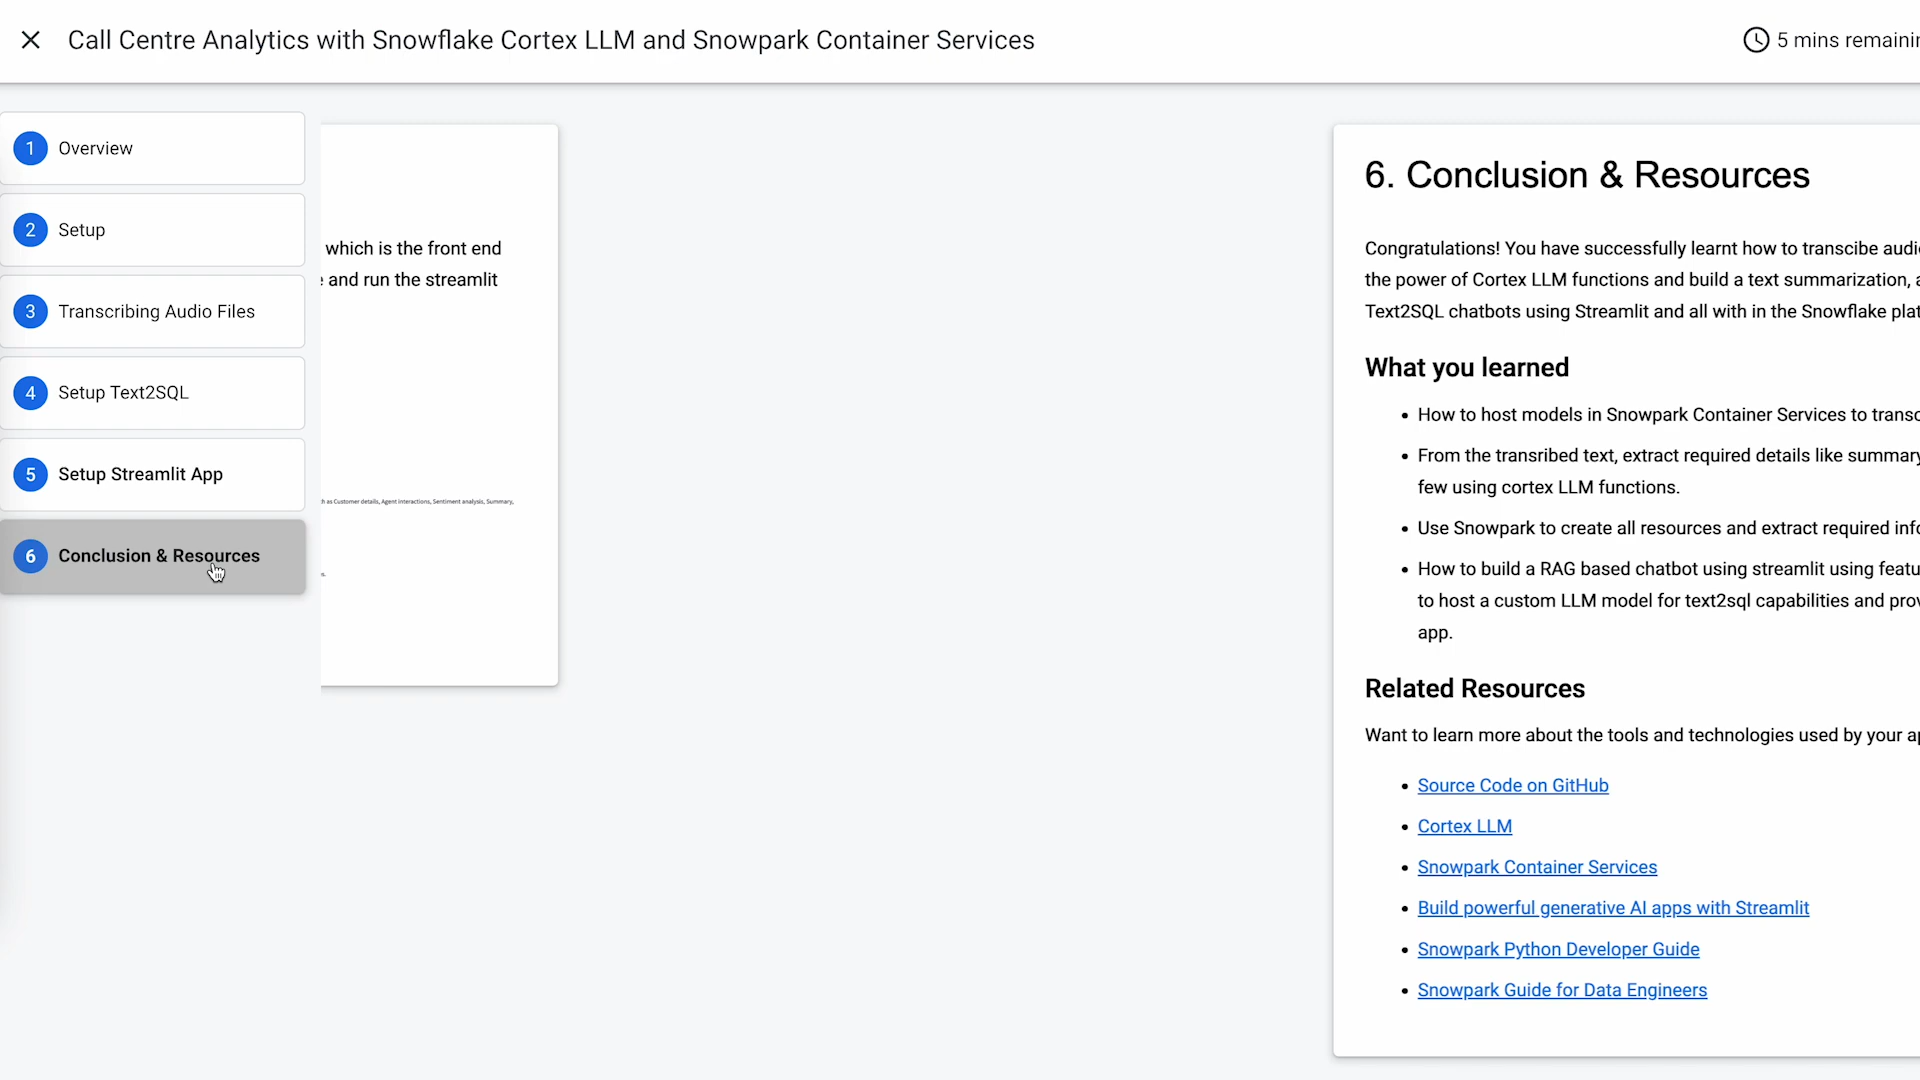 Call Centre Analytics with Snowflake Cortex LLM and Snowpark Container Services
5 mins
1 Overview
2 Setup
3 Transcribing Audio Files
4 Setup Text2SQL
5 Setup Streamlit App
6 Conclusion & Resources
which is the front end
and run the streamlit
as Customer details, Agent interactions, Sentiment analysis, Summary,
6. Conclusion & Resources
Congratulations! You have successfully learnt how to transcibe
the power of Cortex LLM functions and build a text summarization,
Text2SQL chatbots using Streamlit and all with in the Snowflake
What you learned
• How to host models in Snowpark Container Services to
• From the transribed text, extract required details like summary
few using cortex LLM functions.
• Use Snowpark to create all resources and extract required
• How to build a RAG based chatbot using streamlit using
to host a custom LLM model for text2sql capabilities and
app.
Related Resources
Want to learn more about the tools and technologies used by your
• Source Code on GitHub
• Cortex LLM
• Snowpark Container Services
• Build powerful generative AI apps with Streamlit
• Snowpark Python Developer Guide
• Snowpark Guide for Data Engineers